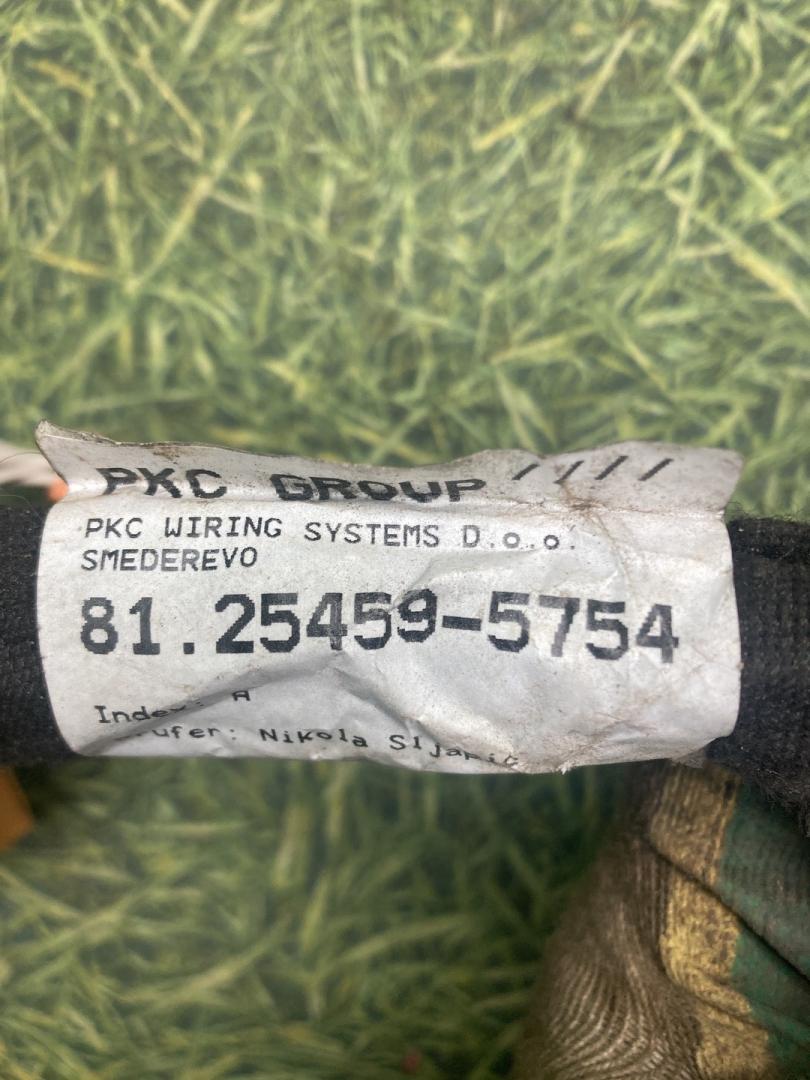 PKC GROUP ////
PKC WIRING SYSTEMS D.o.o.
SMEDEREVO
81.25459-5754
Index: A
Nikola